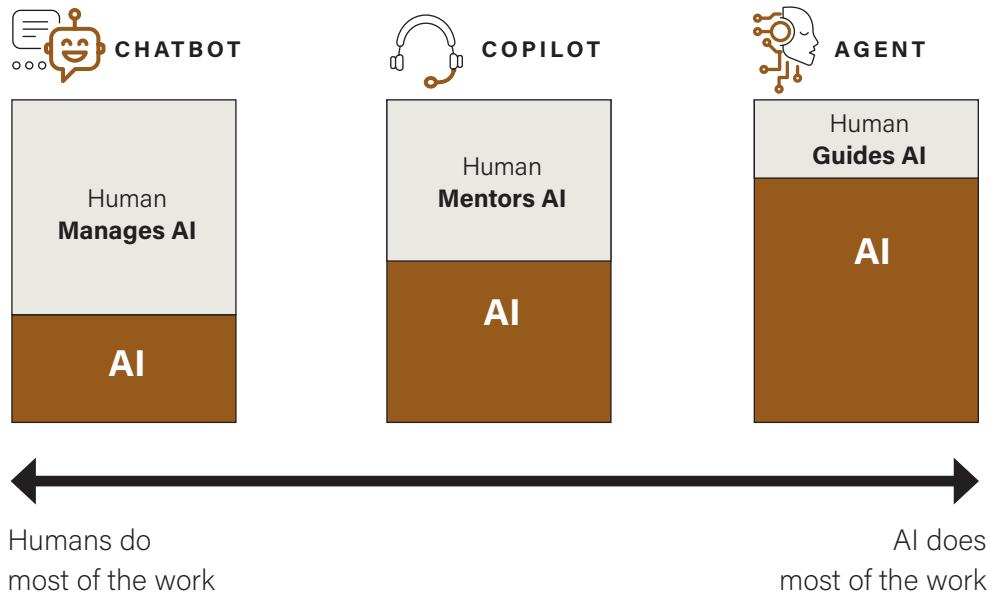 CHATBOT
COPILOT
AGENT
Human
Manages AI
AI
Human
Mentors AI
AI
Human
Guides AI
AI
Humans do
most of the work
AI does
most of the work